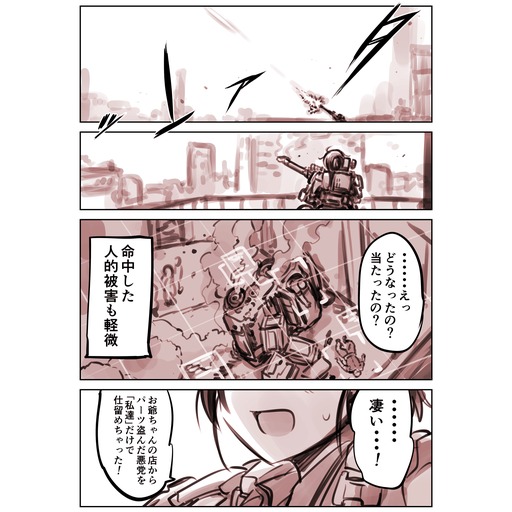 ターン
……えっ
どうなったの？
当たったの？
命中した
人的被害も軽微
……
凄い…！
お爺ちゃんの店から
パーツ盗んだ悪党を
「私達」だけで
仕留めちゃった！